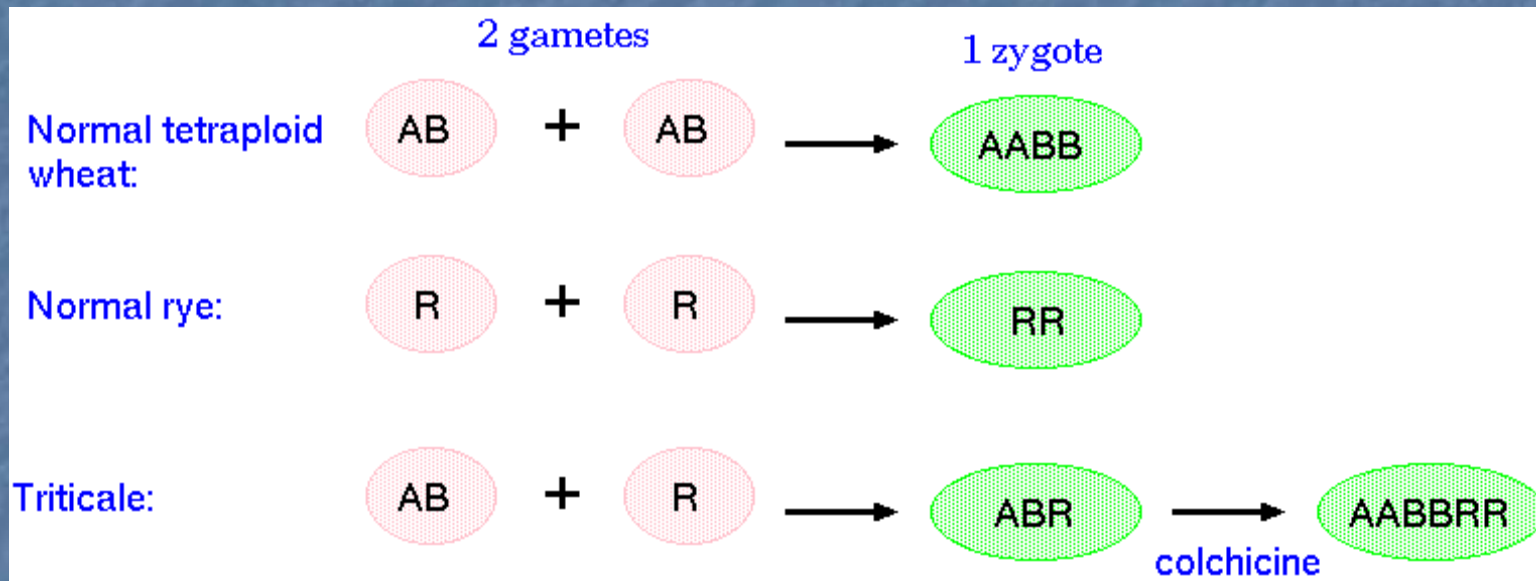 2 gametes
1 zygote
Normal tetraploid
wheat:
AB + AB AABB
Normal rye:
R + R RR
Triticale:
AB + R ABR AABBRR
colchicine